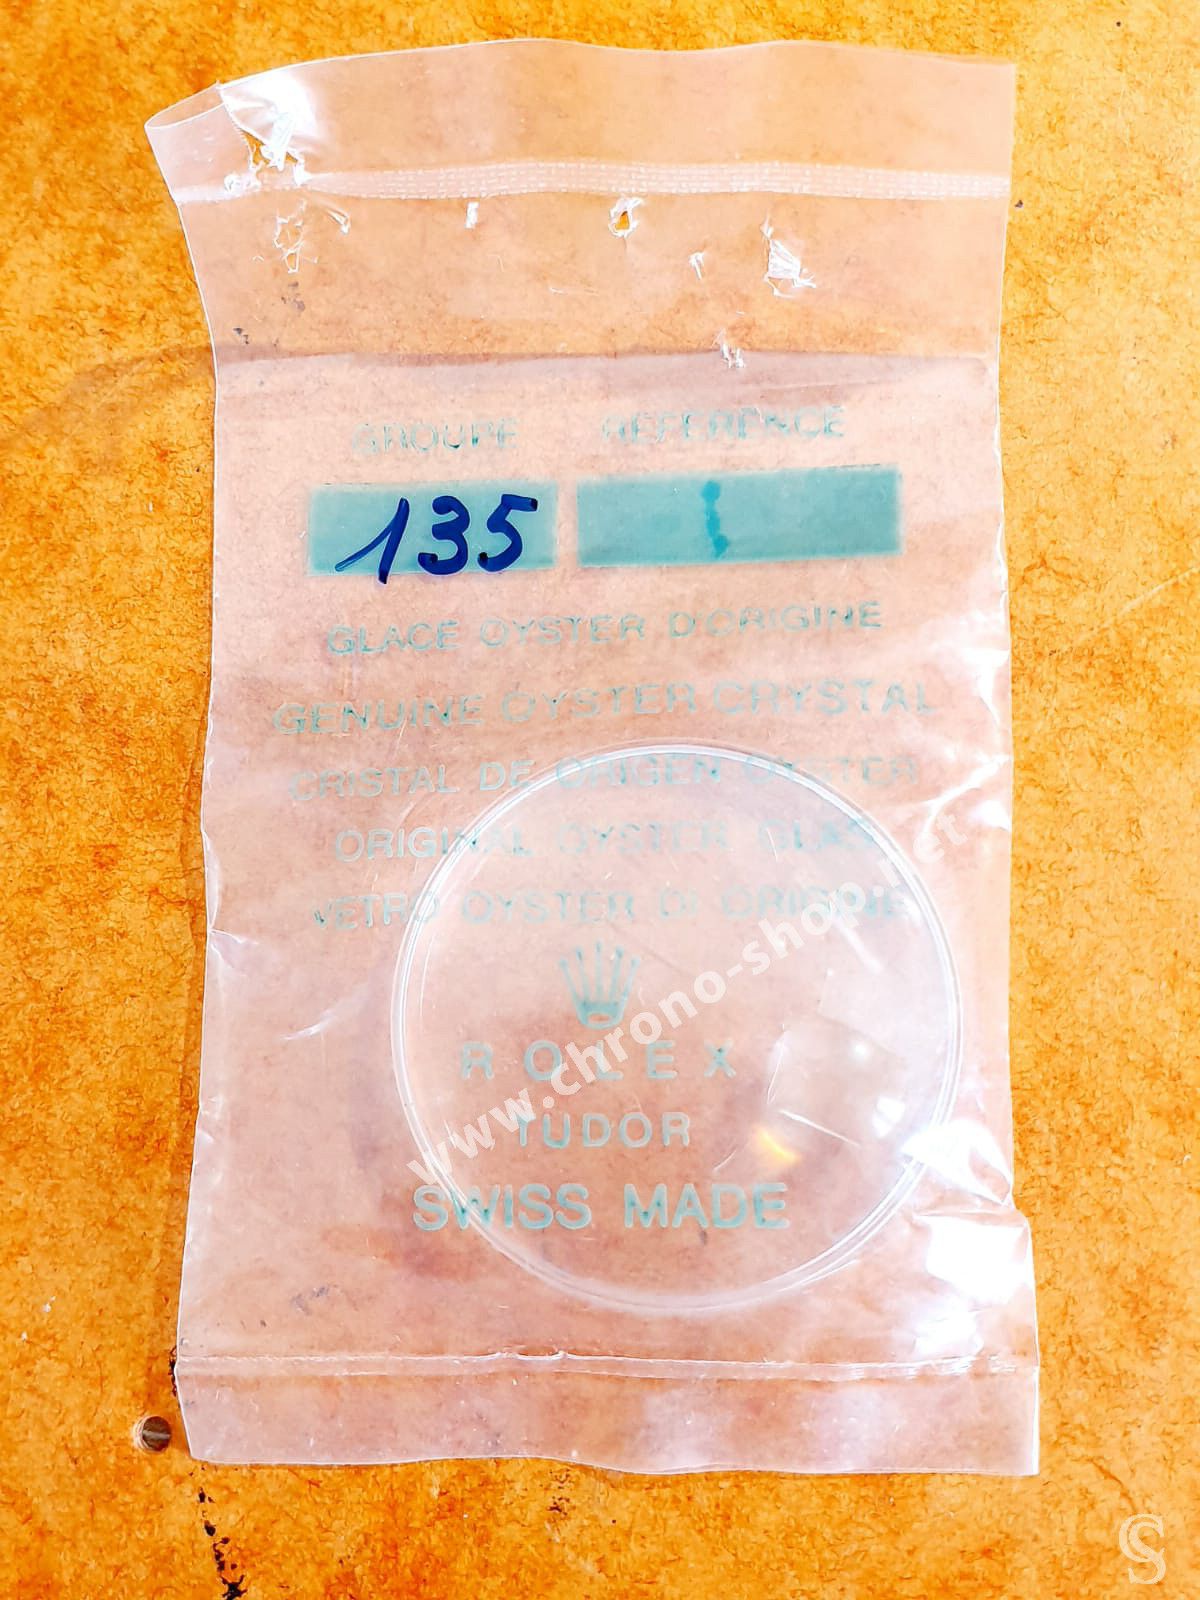 GROUPE REFERENCE
135
GLACE OYSTER D'ORIGINE
GENUINE OYSTER CRYSTAL
CRISTAL DE ORIGEN OYSTER
ORIGINAL OYSTER GLAS
VETRO OYSTER DI ORIGINE
ROLEX
TUDOR
SWISS MADE
www.chrono-shop.net